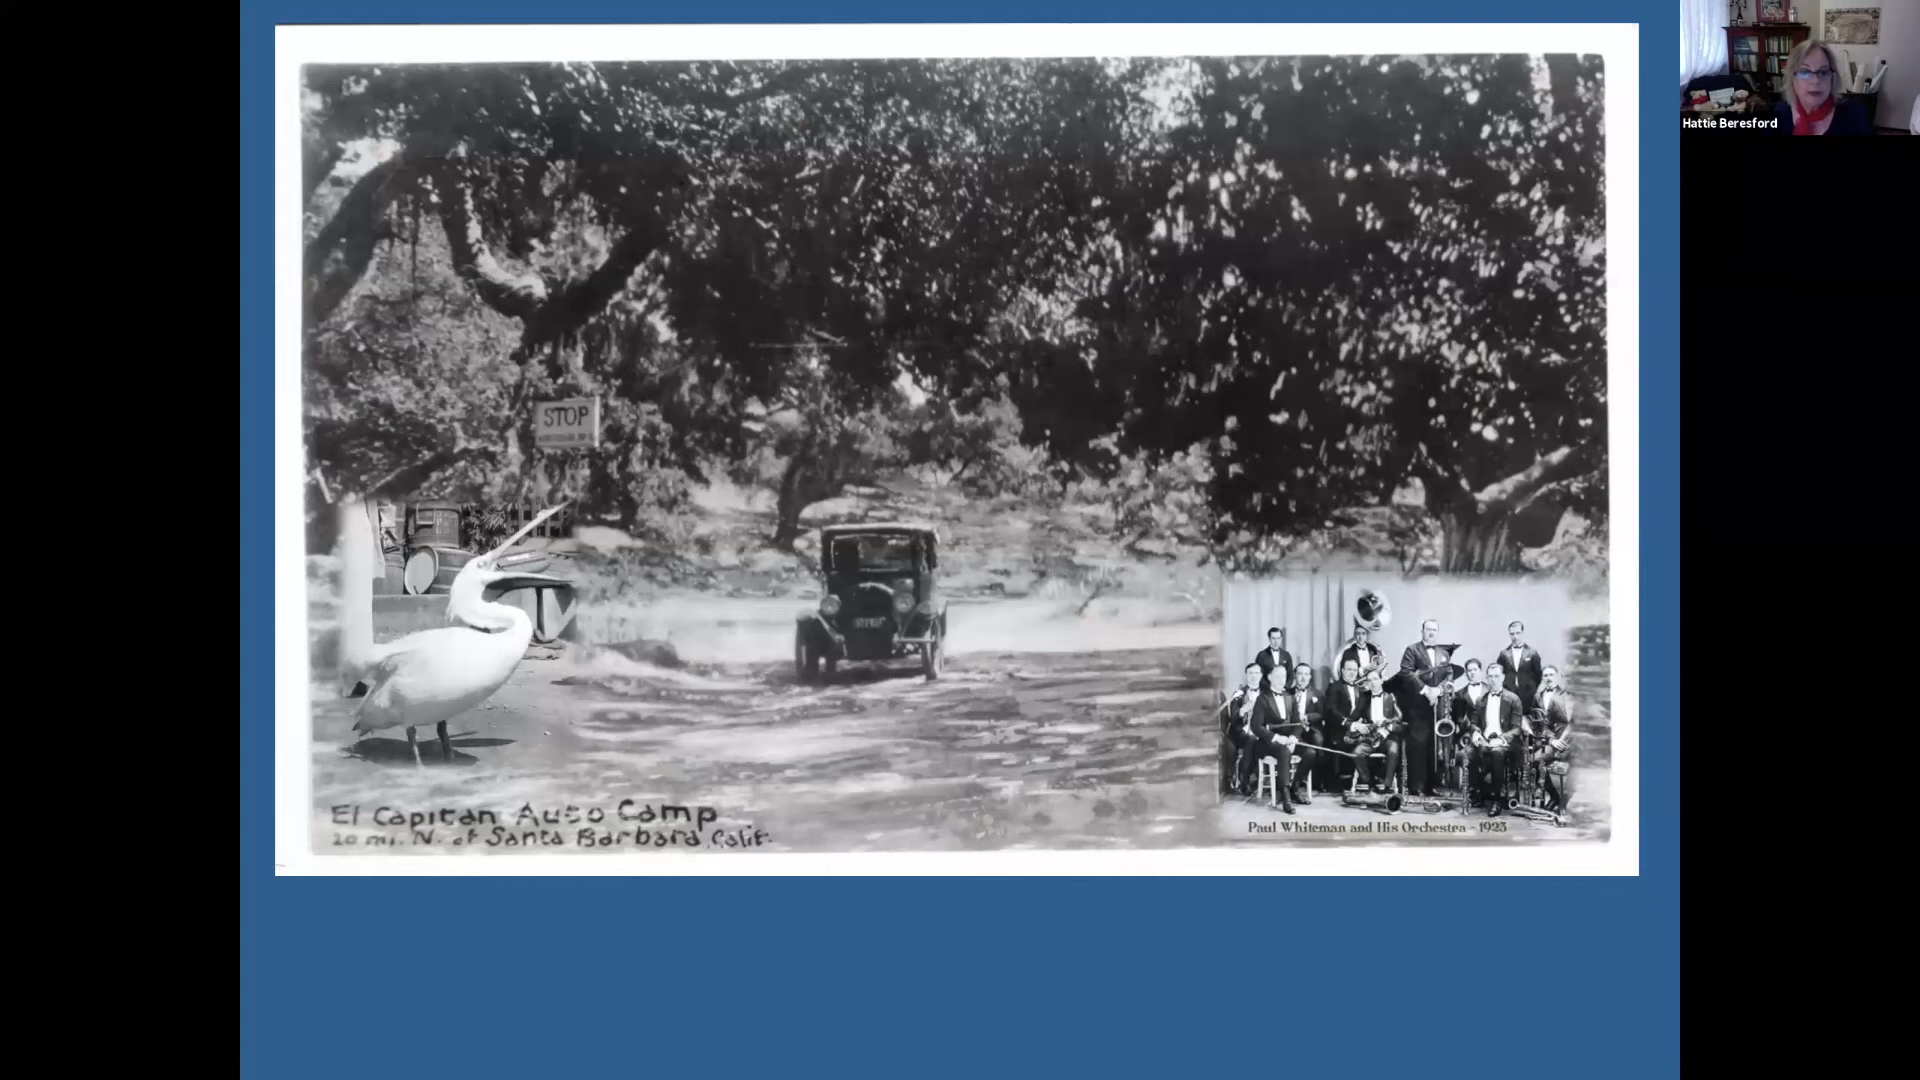 Hattie Beresford
STOP
El Capitan Auto Camp
20 mi. N. of Santa Barbara, Calif.
Paul Whiteman and His Orchestra - 1923